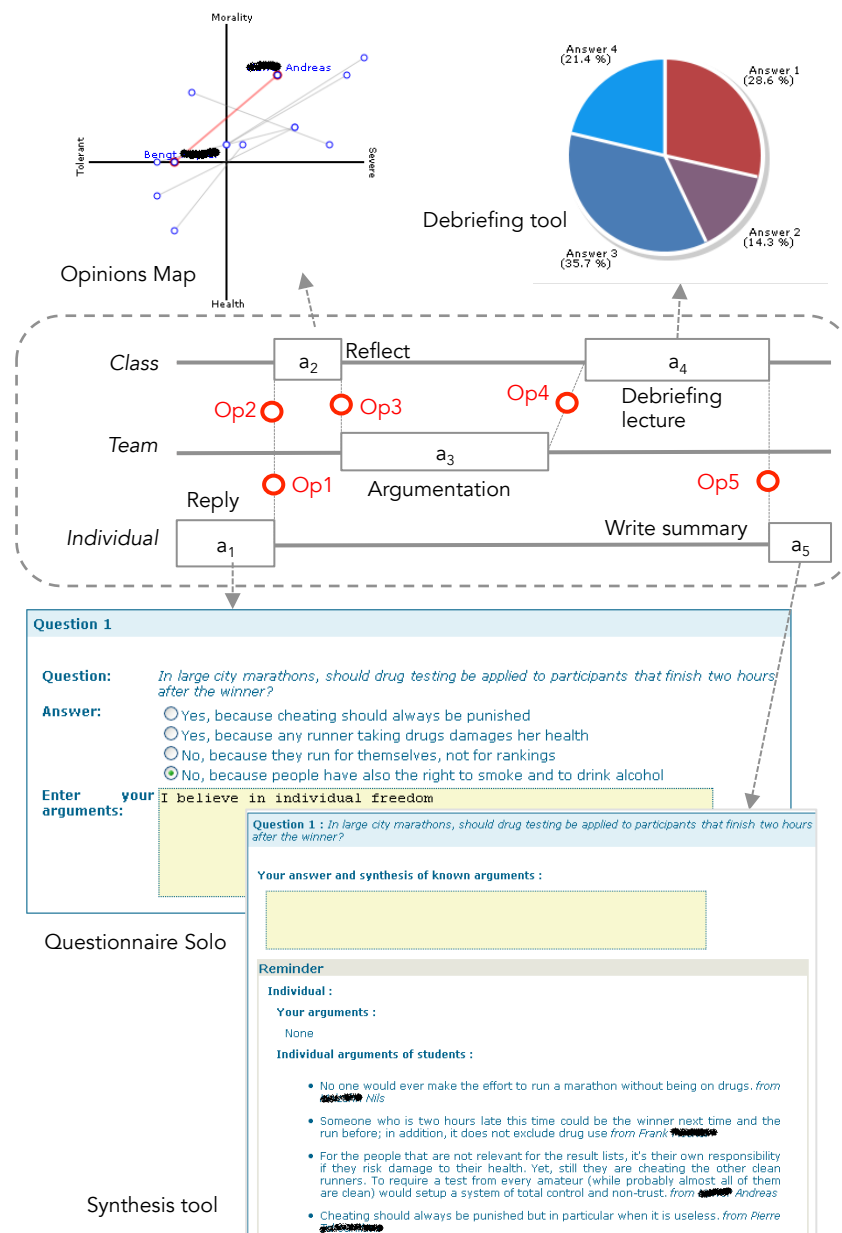 Morality
Andreas
Bengt
Tolerant
Severe
Health
Opinions Map
Answer 4
(21.4 %)
Answer 1
(28.6 %)
Answer 2
(14.3 %)
Answer 3
(35.7 %)
Debriefing tool
Class
a2
Reflect
a4
Op2
Op3
Op4
Debriefing
lecture
Team
a3
Op1
Argumentation
Op5
Reply
Individual
a1
Write summary
a5
Question 1
Question:
In large city marathons, should drug testing be applied to participants that finish two hours
after the winner?
Answer:
Yes, because cheating should always be punished
Yes, because any runner taking drugs damages her health
No, because they run for themselves, not for rankings
No, because people have also the right to smoke and to drink alcohol
Enter your
arguments:
I believe in individual freedom
Questionnaire Solo
Question 1 : In large city marathons, should drug testing be applied to participants that finish two hours
after the winner?
Your answer and synthesis of known arguments :
Reminder
Individual :
Your arguments :
None
Individual arguments of students :
• No one would ever make the effort to run a marathon without being on drugs. from
Nils
• Someone who is two hours late this time could be the winner next time and the
run before; in addition, it does not exclude drug use from Frank
• For the people that are not relevant for the result lists, it's their own responsibility
if they risk damage to their health. Yet, still they are cheating the other clean
runners. To require a test from every amateur (while probably almost all of them
are clean) would setup a system of total control and non-trust. from Andreas
• Cheating should always be punished but in particular when it is useless. from Pierre
Synthesis tool